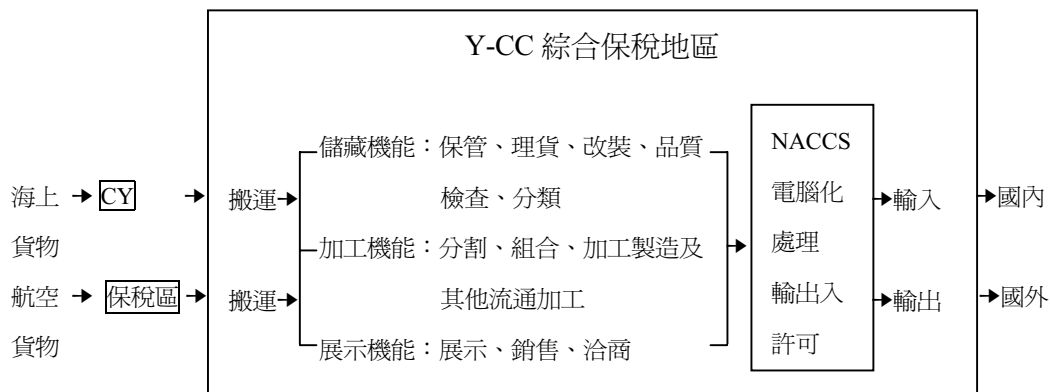 Y-CC 綜合保稅地區
儲藏機能：保管、理貨、改裝、品質
NACCS
海上 CY 搬運 檢查、分類 電腦化 輸入 國內
貨物 加工機能：分割、組合、加工製造及 處理
航空 保稅區 搬運 其他流通加工 輸出入 輸出 國外
貨物 展示機能：展示、銷售、洽商 許可